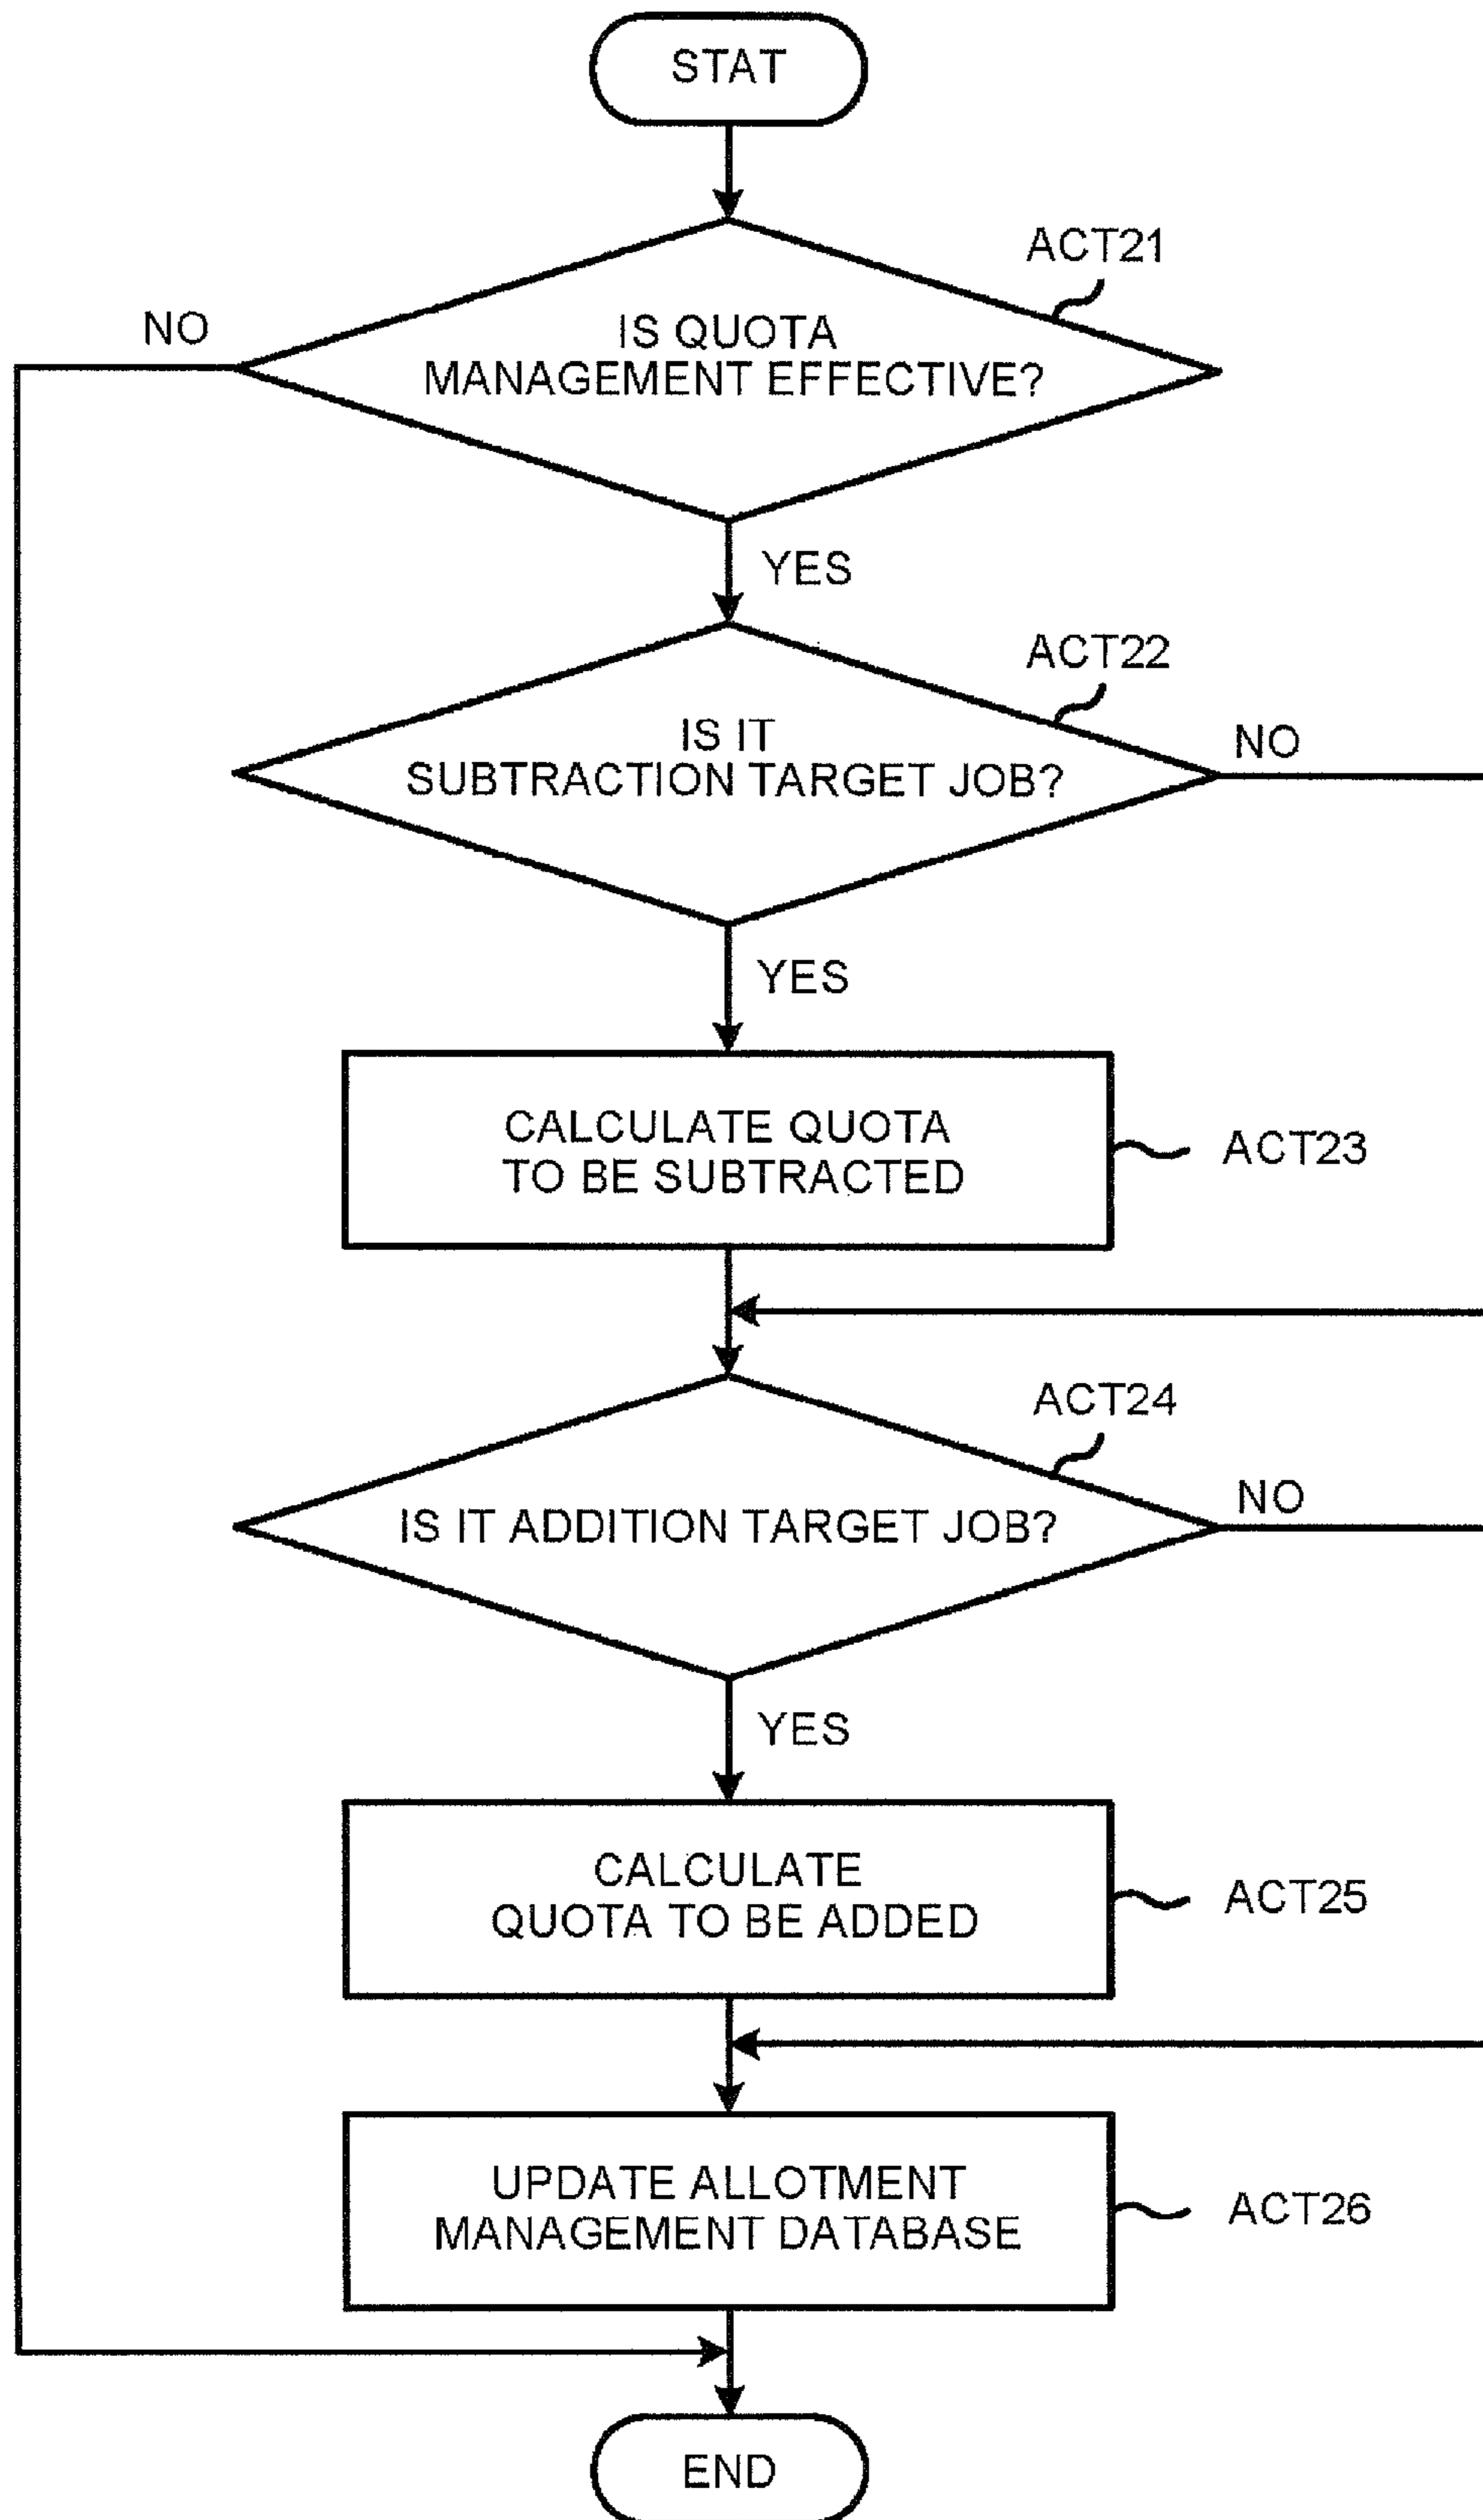 STAT
ACT21
NO
IS QUOTA
MANAGEMENT EFFECTIVE?
YES
ACT22
IS IT
SUBTRACTION TARGET JOB?
NO
YES
CALCULATE QUOTA
TO BE SUBTRACTED
ACT23
ACT24
IS IT ADDITION TARGET JOB?
NO
YES
CALCULATE
QUOTA TO BE ADDED
ACT25
UPDATE ALLOTMENT
MANAGEMENT DATABASE
ACT26
END